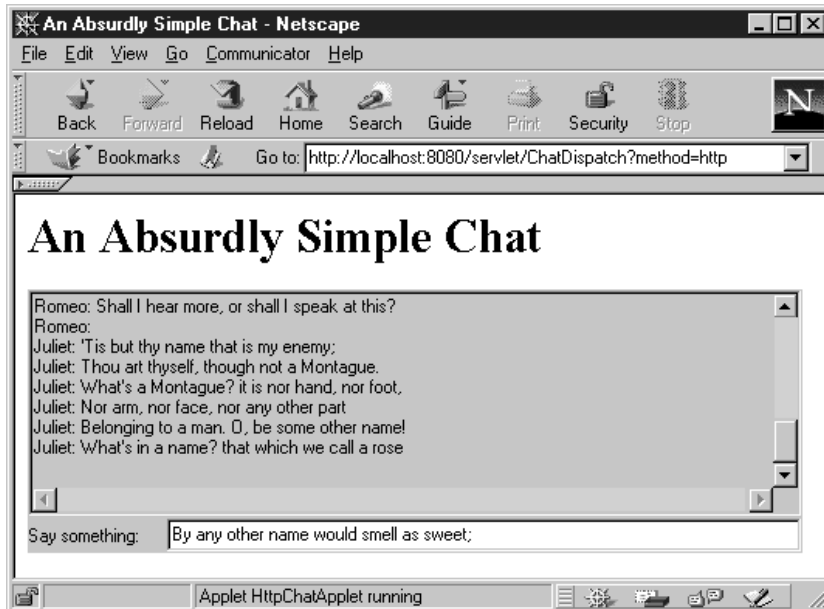 An Absurdly Simple Chat - Netscape
File Edit View Go Communicator Help
Back Forward Reload Home Search Guide Print Security Stop
N
Bookmarks Go to: http://localhost:8080/servlet/ChatDispatch?method=http
An Absurdly Simple Chat
Romeo: Shall I hear more, or shall I speak at this?
Romeo:
Juliet: 'Tis but thy name that is my enemy;
Juliet: Thou art thyself, though not a Montague.
Juliet: What's a Montague? it is nor hand, nor foot,
Juliet: Nor arm, nor face, nor any other part
Juliet: Belonging to a man. O, be some other name!
Juliet: What's in a name? that which we call a rose
Say something: By any other name would smell as sweet;
Applet HttpChatApplet running